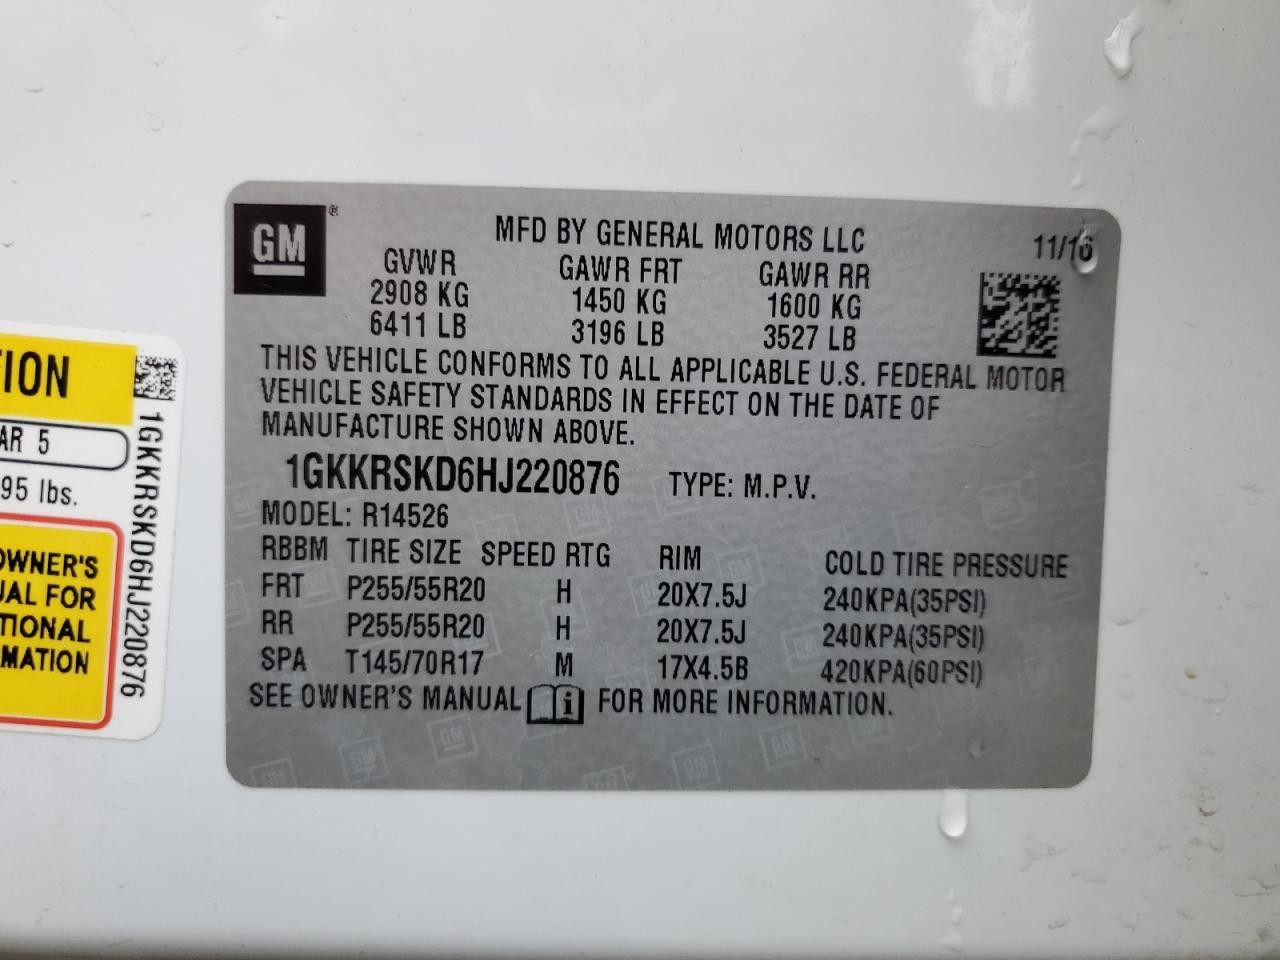 GM
®
MFD BY GENERAL MOTORS LLC
11/16
GVWR GAWR FRT GAWR RR
2908 KG 1450 KG 1600 KG
6411 LB 3196 LB 3527 LB
THIS VEHICLE CONFORMS TO ALL APPLICABLE U.S. FEDERAL MOTOR
VEHICLE SAFETY STANDARDS IN EFFECT ON THE DATE OF
MANUFACTURE SHOWN ABOVE.
1GKKRSKD6HJ220876 TYPE: M.P.V.
MODEL: R14526
RBBM TIRE SIZE SPEED RTG RIM COLD TIRE PRESSURE
FRT P255/55R20 H 20X7.5J 240KPA(35PSI)
RR P255/55R20 H 20X7.5J 240KPA(35PSI)
SPA T145/70R17 M 17X4.5B 420KPA(60PSI)
SEE OWNER'S MANUAL FOR MORE INFORMATION.
TION
AR 5
95 lbs.
OWNER'S
UAL FOR
TIONAL
MATION
1GKKRSKD6HJ220876